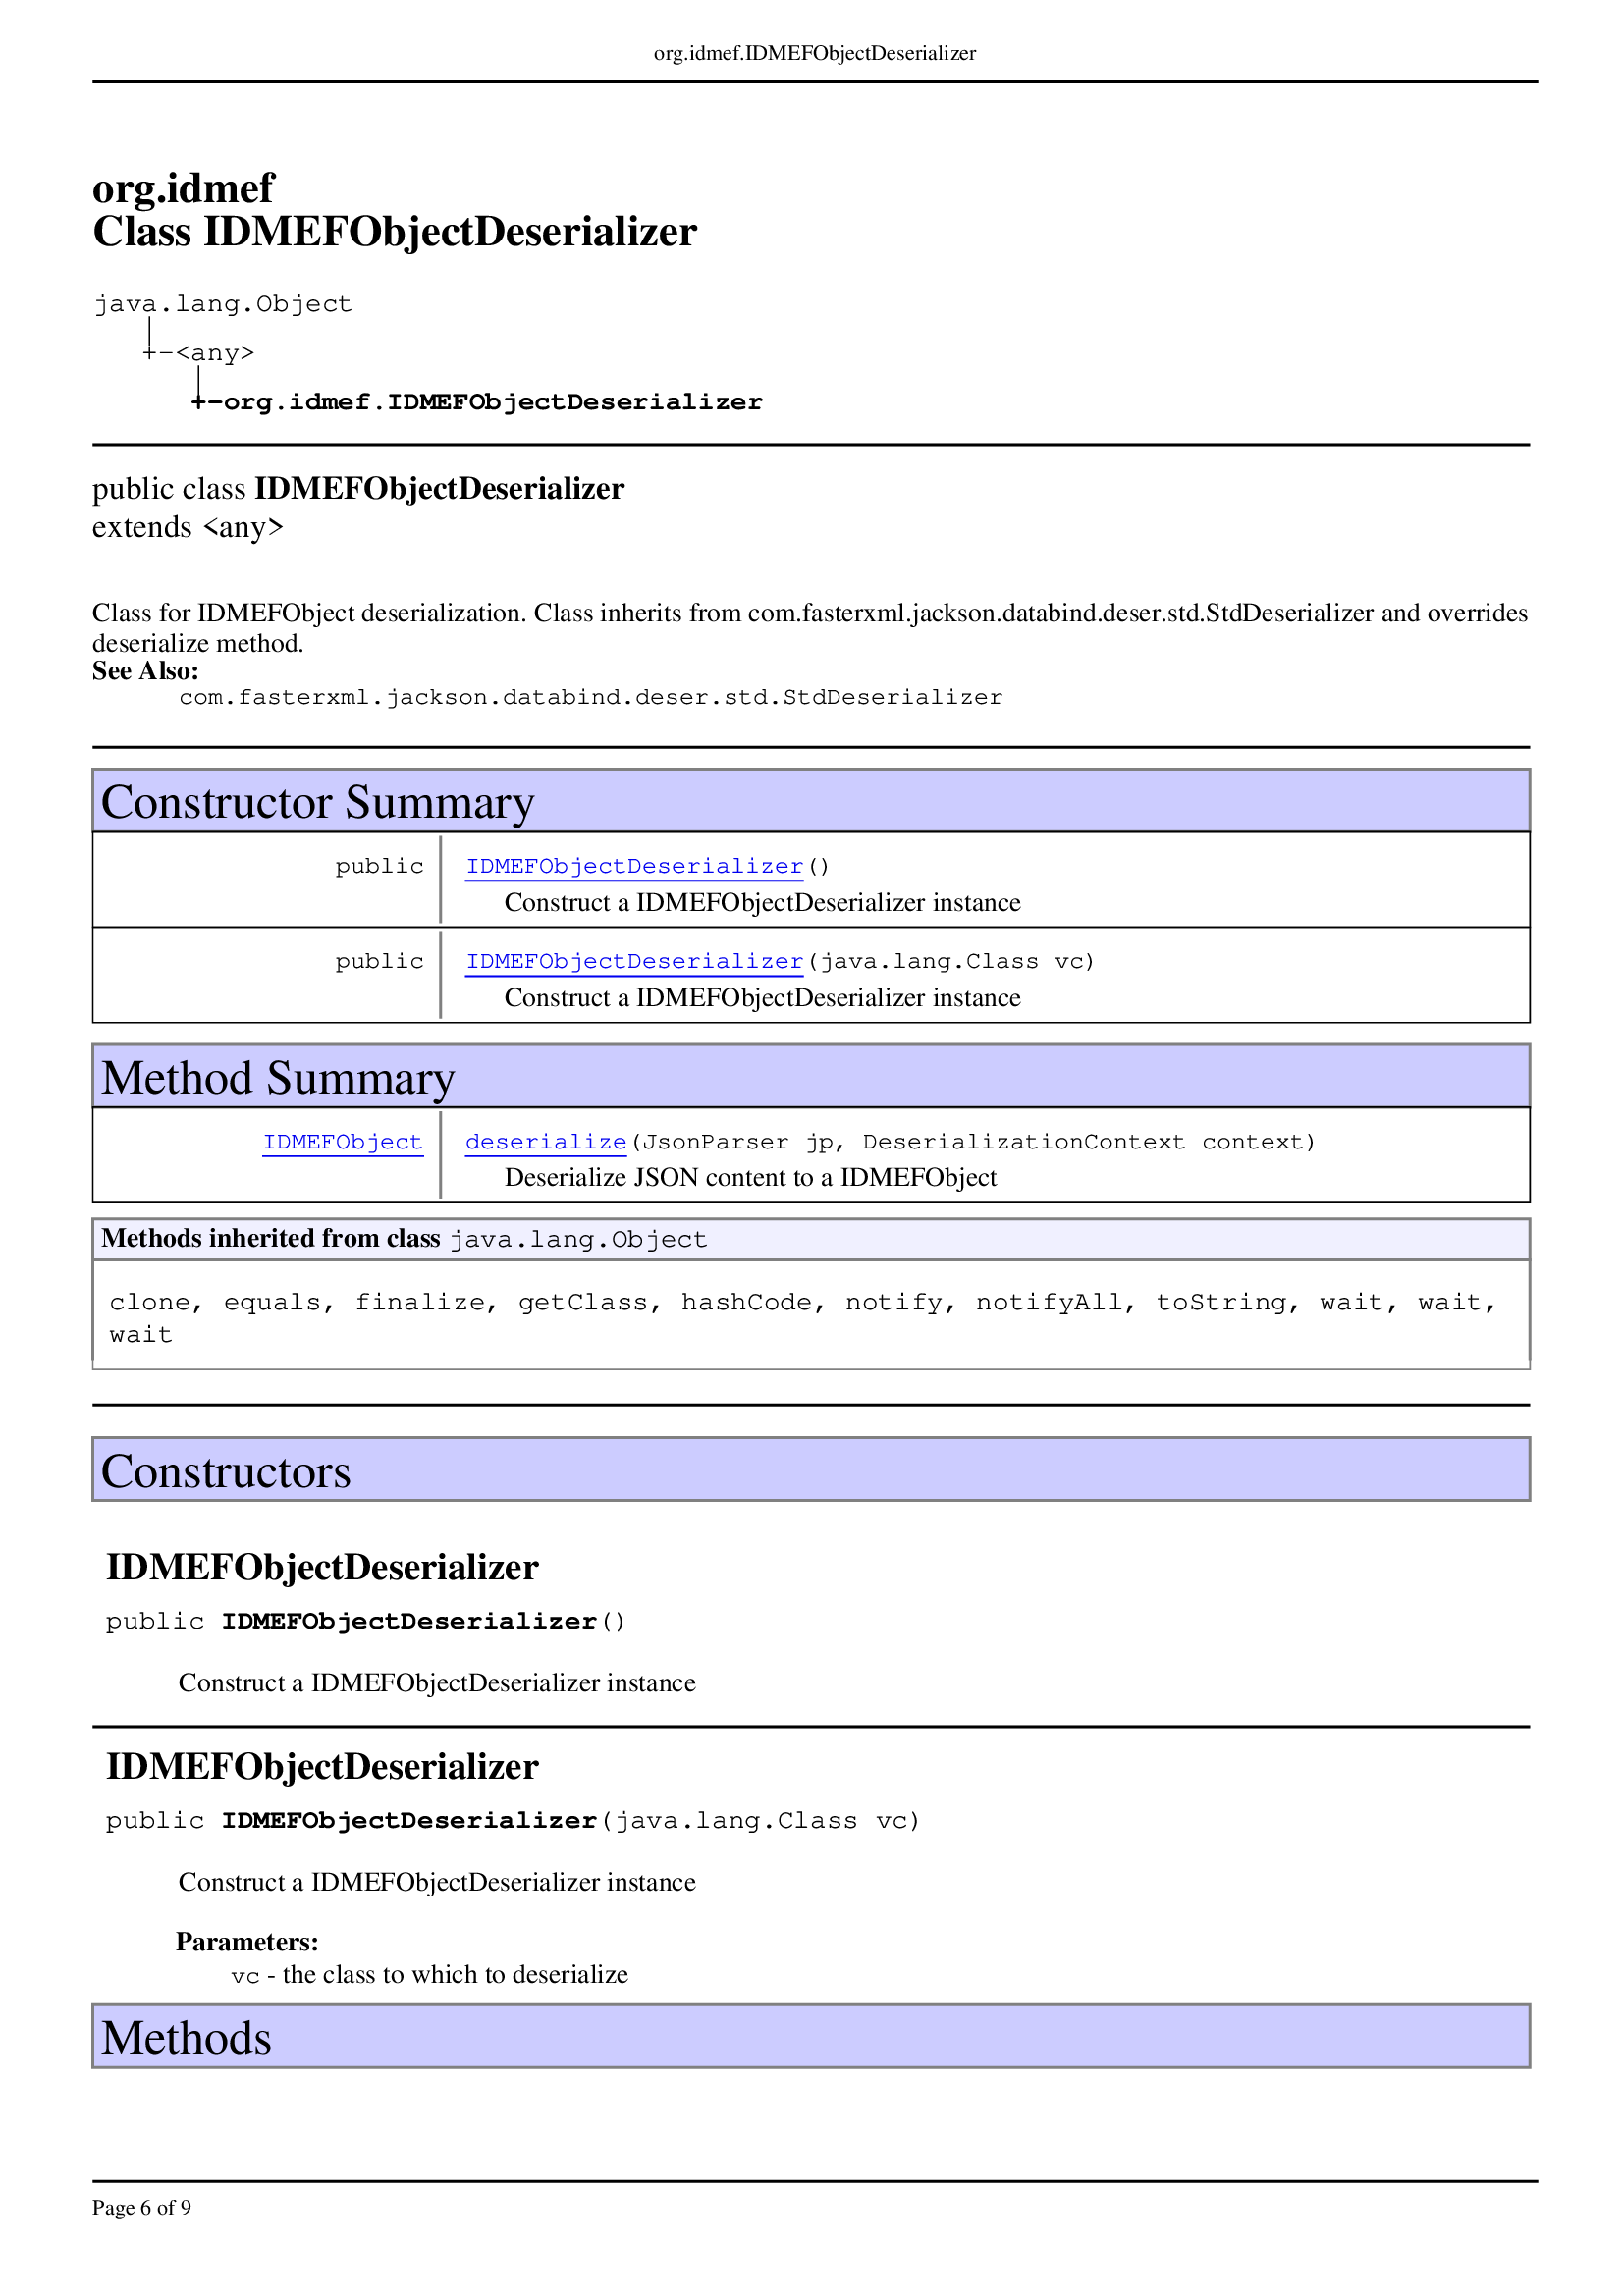 org.idmef.IDMEFObjectDeserializer
org.idmef
Class IDMEFObjectDeserializer
java.lang.Object
|
+-<any>
|
+-org.idmef.IDMEFObjectDeserializer
public class IDMEFObjectDeserializer
extends <any>
Class for IDMEFObject deserialization. Class inherits from com.fasterxml.jackson.databind.deser.std.StdDeserializer and overrides
deserialize method.
See Also:
com.fasterxml.jackson.databind.deser.std.StdDeserializer
Constructor Summary
public IDMEFObjectDeserializer()
Construct a IDMEFObjectDeserializer instance
public IDMEFObjectDeserializer(java.lang.Class vc)
Construct a IDMEFObjectDeserializer instance
Method Summary
IDMEFObject deserialize(JsonParser jp, DeserializationContext context)
Deserialize JSON content to a IDMEFObject
Methods inherited from class java.lang.Object
clone, equals, finalize, getClass, hashCode, notify, notifyAll, toString, wait, wait,
wait
Constructors
IDMEFObjectDeserializer
public IDMEFObjectDeserializer()
Construct a IDMEFObjectDeserializer instance
IDMEFObjectDeserializer
public IDMEFObjectDeserializer(java.lang.Class vc)
Construct a IDMEFObjectDeserializer instance
Parameters:
vc - the class to which to deserialize
Methods
Page 6 of 9